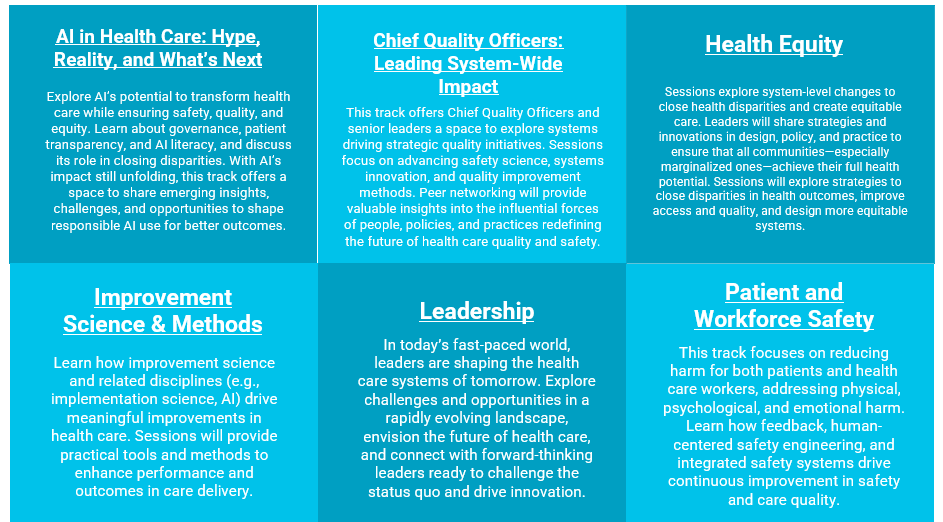 AI in Health Care: Hype,
Reality, and What's Next
Explore AI's potential to transform health
care while ensuring safety, quality, and
equity. Learn about governance, patient
transparency, and AI literacy, and discuss
its role in closing disparities. With AI's
impact still unfolding, this track offers a
space to share emerging insights,
challenges, and opportunities to shape
responsible AI use for better outcomes.
Chief Quality Officers:
Leading System-Wide
Impact
This track offers Chief Quality Officers and
senior leaders a space to explore systems
driving strategic quality initiatives. Sessions
focus on advancing safety science, systems
innovation, and quality improvement
methods. Peer networking will provide
valuable insights into the influential forces
of people, policies, and practices redefining
the future of health care quality and safety.
Health Equity
Sessions explore system-level changes to
close health disparities and create equitable
care. Leaders will share strategies and
innovations in design, policy, and practice to
ensure that all communities—especially
marginalized ones—achieve their full health
potential. Sessions will explore strategies to
close disparities in health outcomes, improve
access and quality, and design more equitable
systems.
Improvement
Science & Methods
Learn how improvement science
and related disciplines (e.g.,
implementation science, AI) drive
meaningful improvements in
health care. Sessions will provide
practical tools and methods to
enhance performance and
outcomes in care delivery.
Leadership
In today's fast-paced world,
leaders are shaping the health
care systems of tomorrow. Explore
challenges and opportunities in a
rapidly evolving landscape,
envision the future of health care,
and connect with forward-thinking
leaders ready to challenge the
status quo and drive innovation.
Patient and
Workforce Safety
This track focuses on reducing
harm for both patients and health
care workers, addressing physical,
psychological, and emotional harm.
Learn how feedback, human-
centered safety engineering, and
integrated safety systems drive
continuous improvement in safety
and care quality.